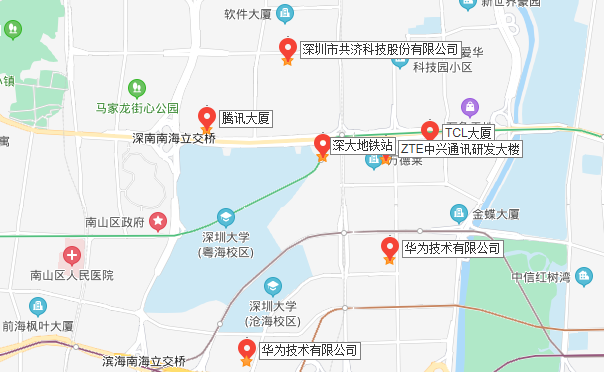 新世界豪园
软件大厦
深圳市共济科技股份有限公司
爱华
科技园小区
小镇
马家龙街心公园
腾讯大厦
TCL大厦
深南南海立交桥
深大地铁站
ZTE中兴通讯研发大楼
寓
万德莱
南山区政府
深圳大学
(粤海校区)
金蝶大厦
华为技术有限公司
南山区人民医院
中信红树湾
深圳大学
(沧海校区)
前海枫叶大厦
华为技术有限公司
滨海南海立交桥